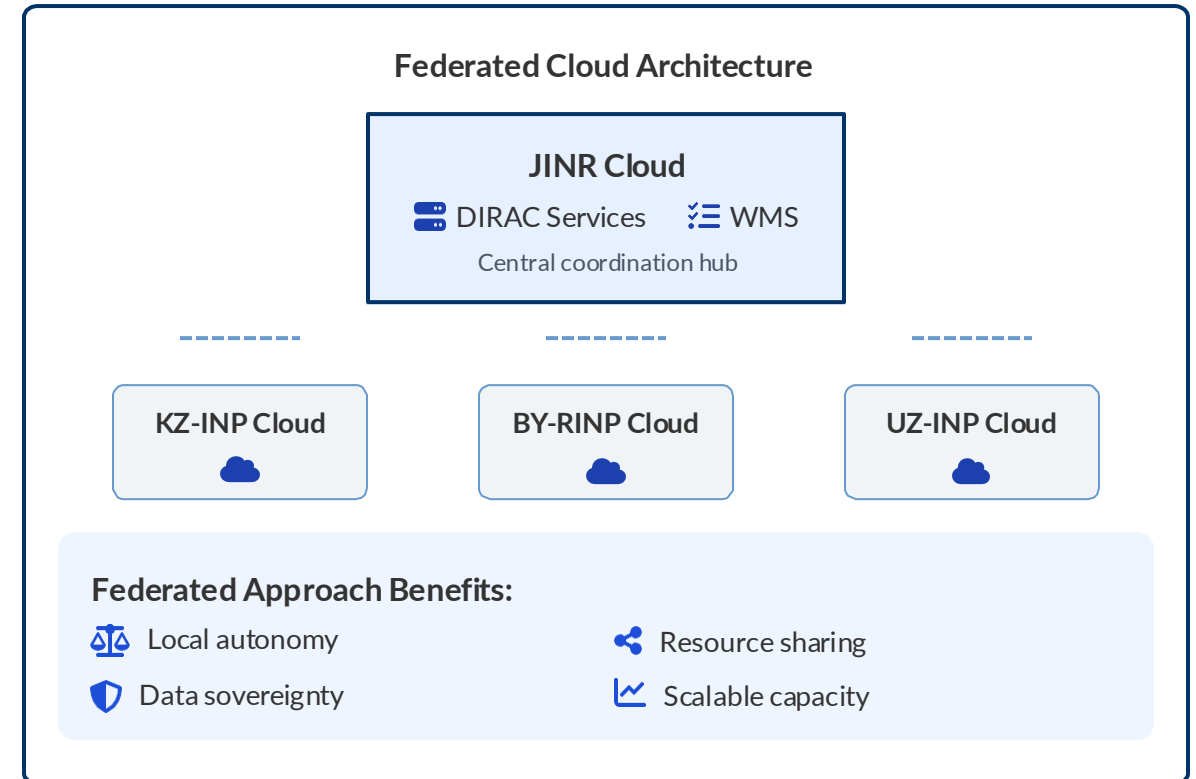 Federated Cloud Architecture
JINR Cloud
DIRAC Services WMS
Central coordination hub
KZ-INP Cloud
BY-RINP Cloud
UZ-INP Cloud
Federated Approach Benefits:
Local autonomy
Resource sharing
Data sovereignty
Scalable capacity